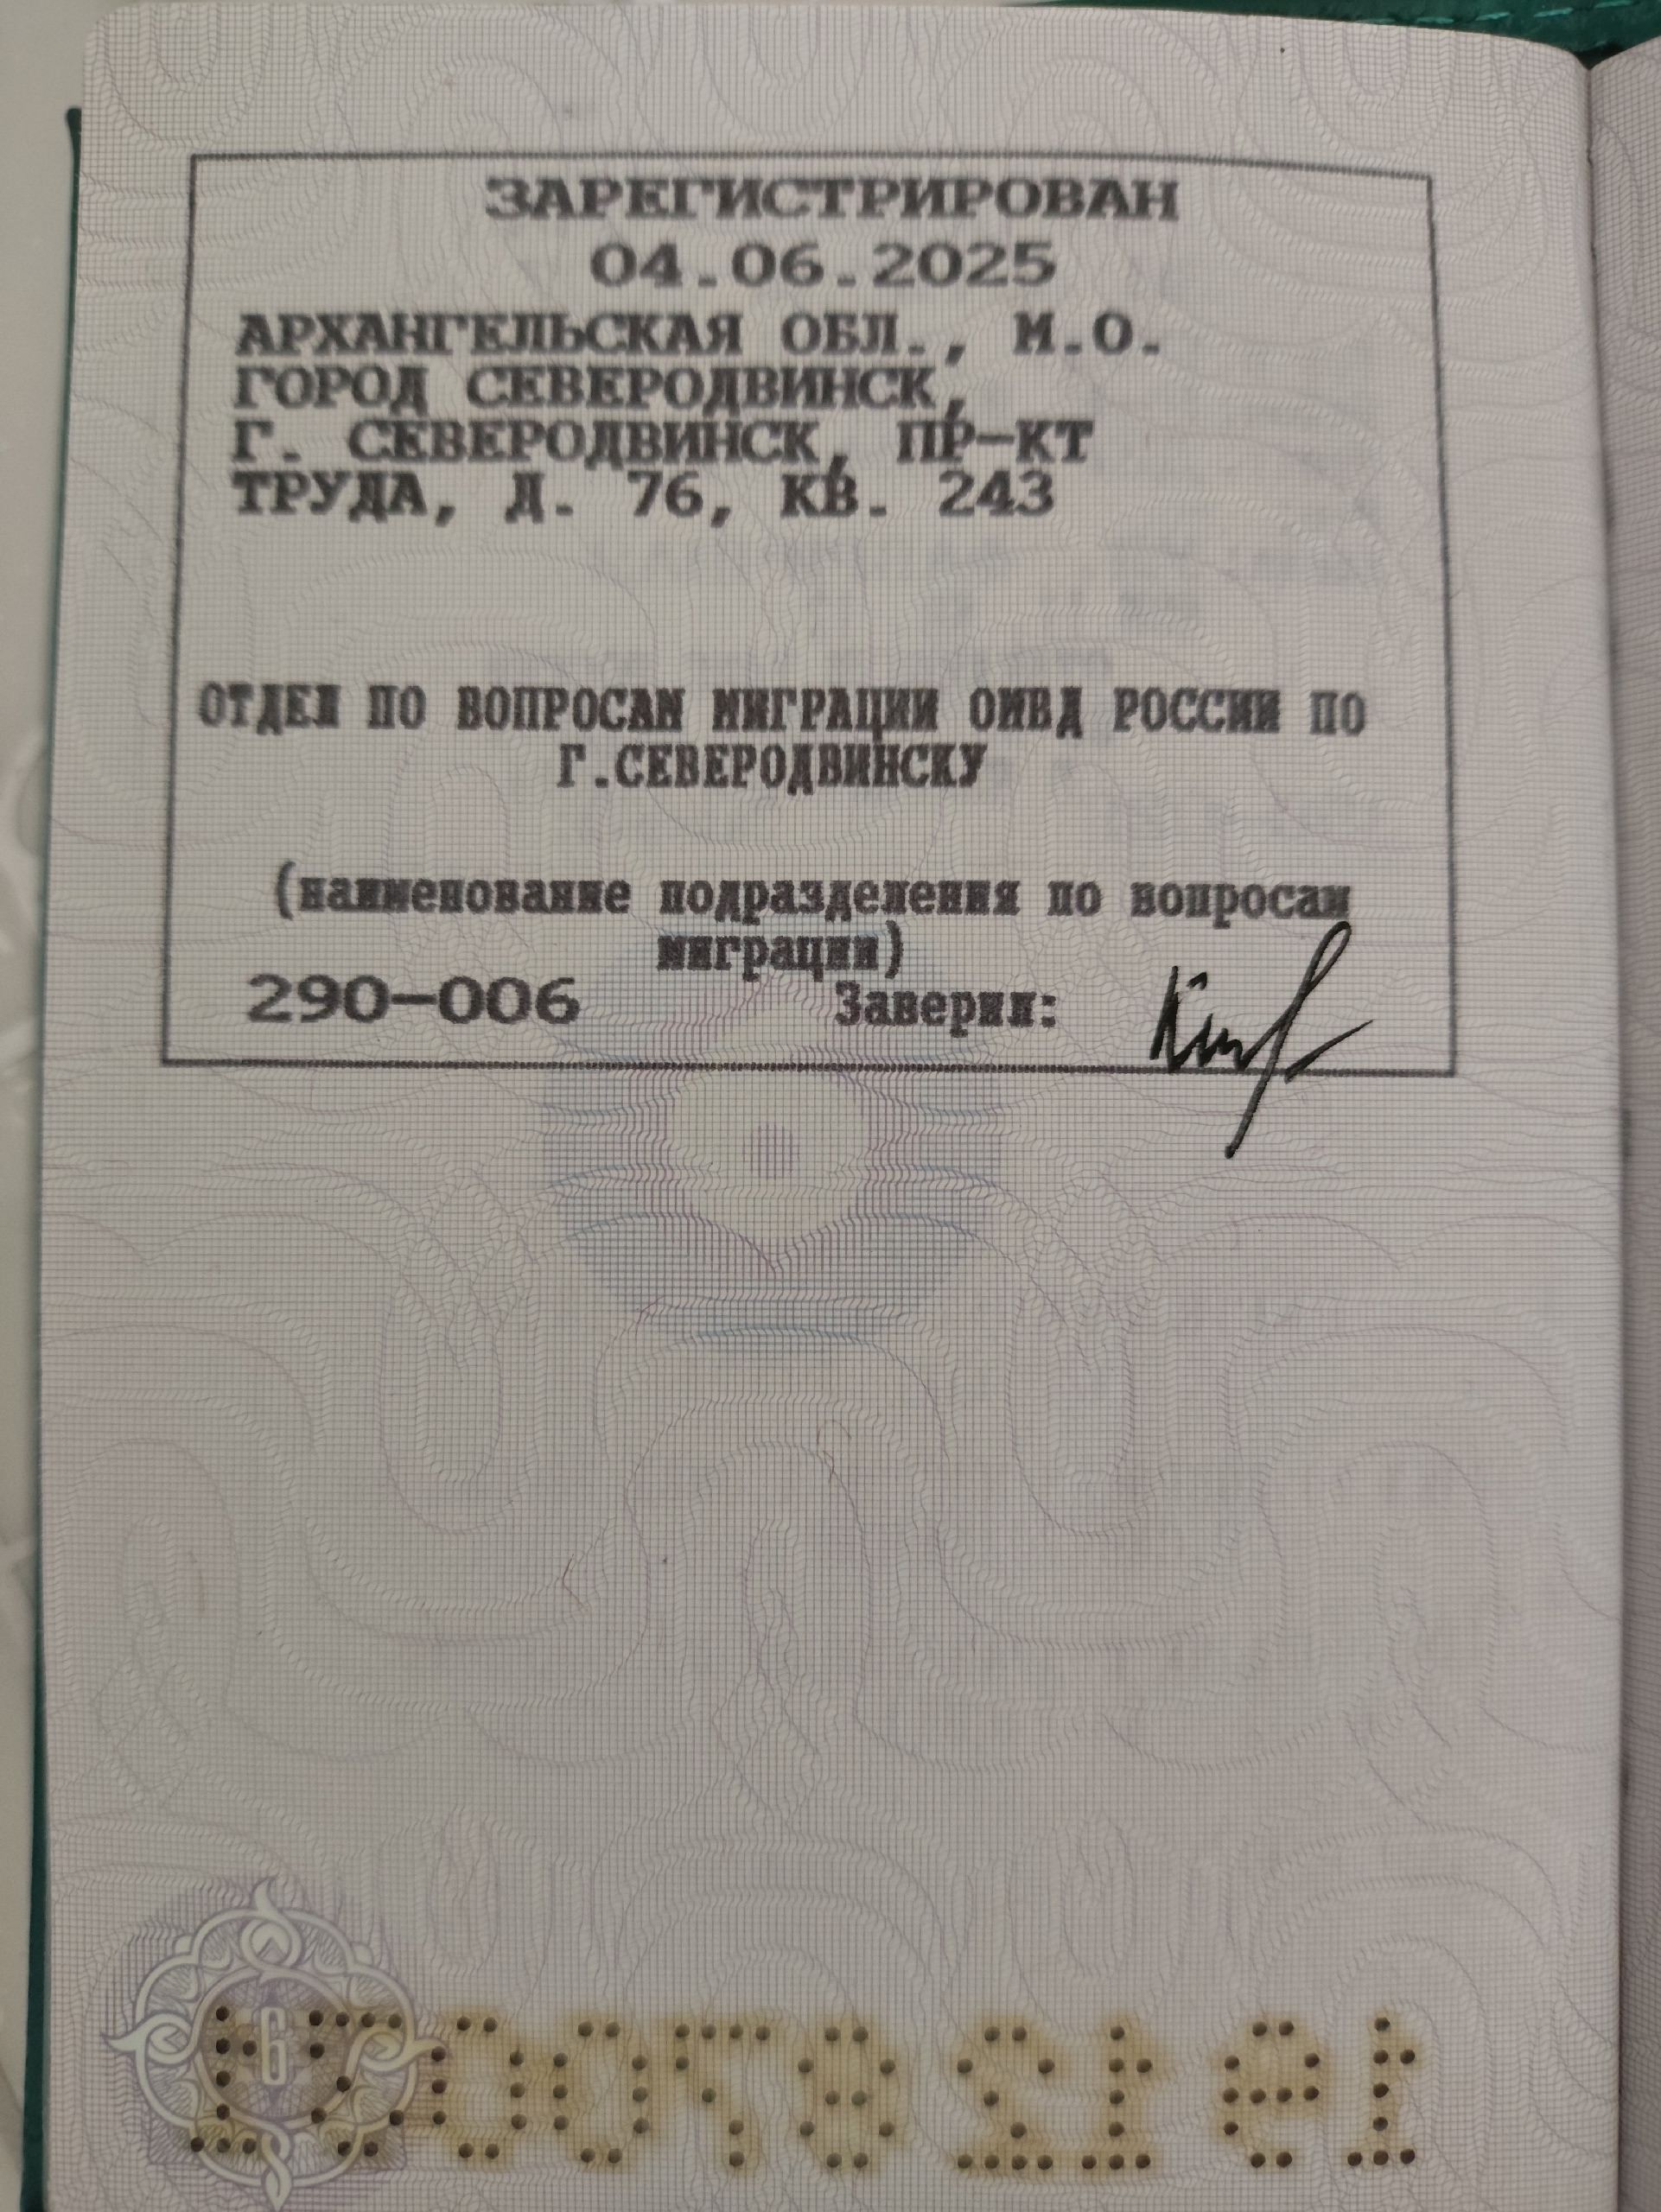 ЗАРЕГИСТРИРОВАН
04.06.2025
АРХАНГЕЛЬСКАЯ ОБЛ., М.О.
ГОРОД СЕВЕРОДВИНСК,
Г. СЕВЕРОДВИНСК, ПР-КТ
ТРУДА, Д. 76, КВ. 243
ОТДЕЛ ПО ВОПРОСАМ МИГРАЦИИ ОМВД РОССИИ ПО
Г.СЕВЕРОДВИНСКУ
(наименование подразделения по вопросам
миграции)
290-006 Заверил:
6